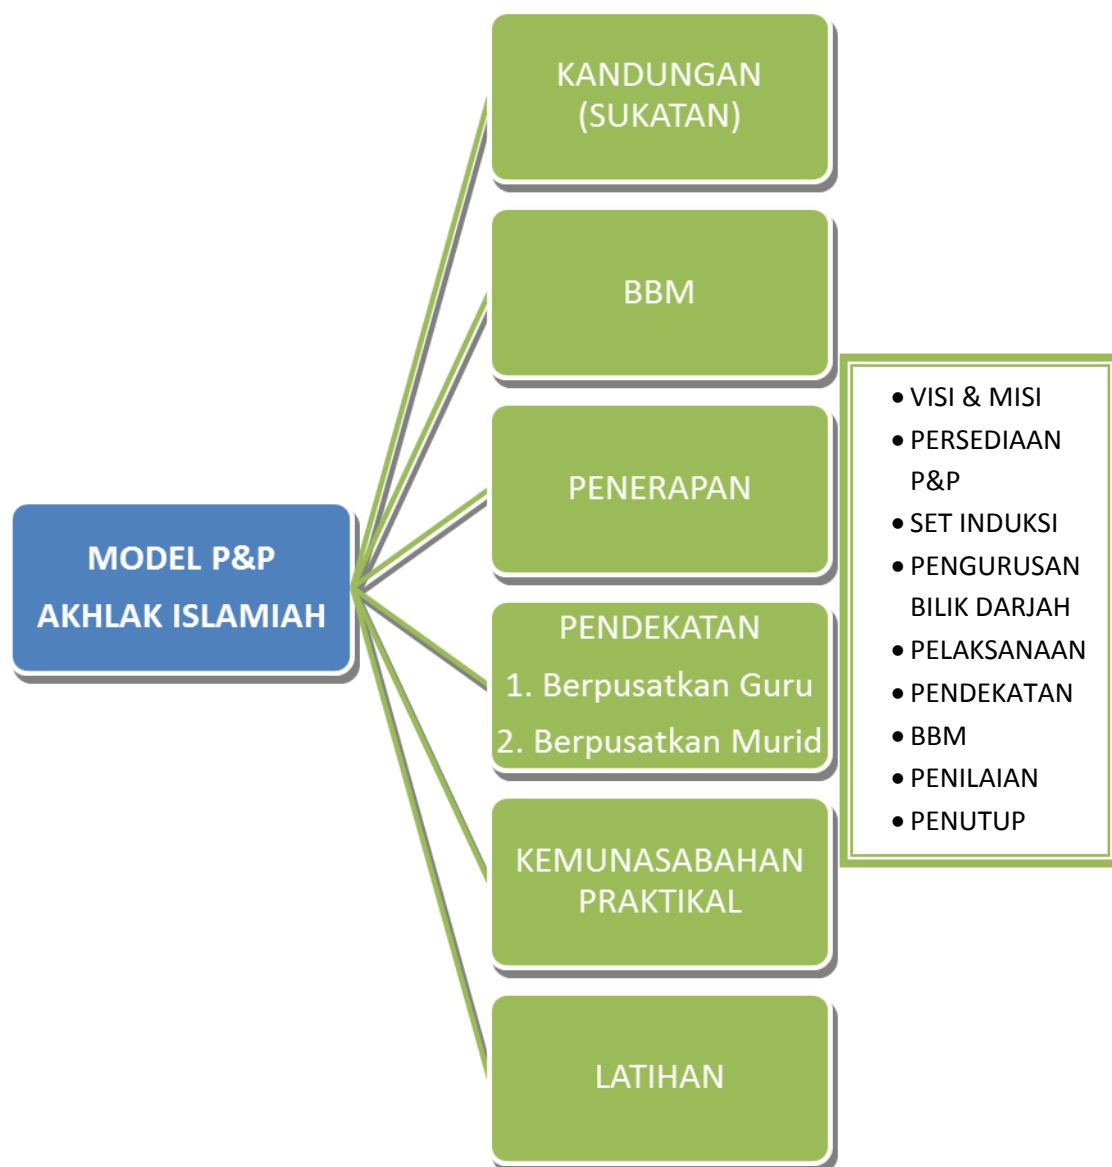 KANDUNGAN
(SUKATAN)
BBM
PENERAPAN
MODEL P&P
AKHLAK ISLAMIAH
PENDEKATAN
1. Berpusatkan Guru
2. Berpusatkan Murid
KEMUNASABAHAN
PRAKTIKAL
LATIHAN
• VISI & MISI
• PERSEDIAAN
P&P
• SET INDUKSI
• PENGURUSAN
BILIK DARJAH
• PELAKSANAAN
• PENDEKATAN
• BBM
• PENILAIAN
• PENUTUP